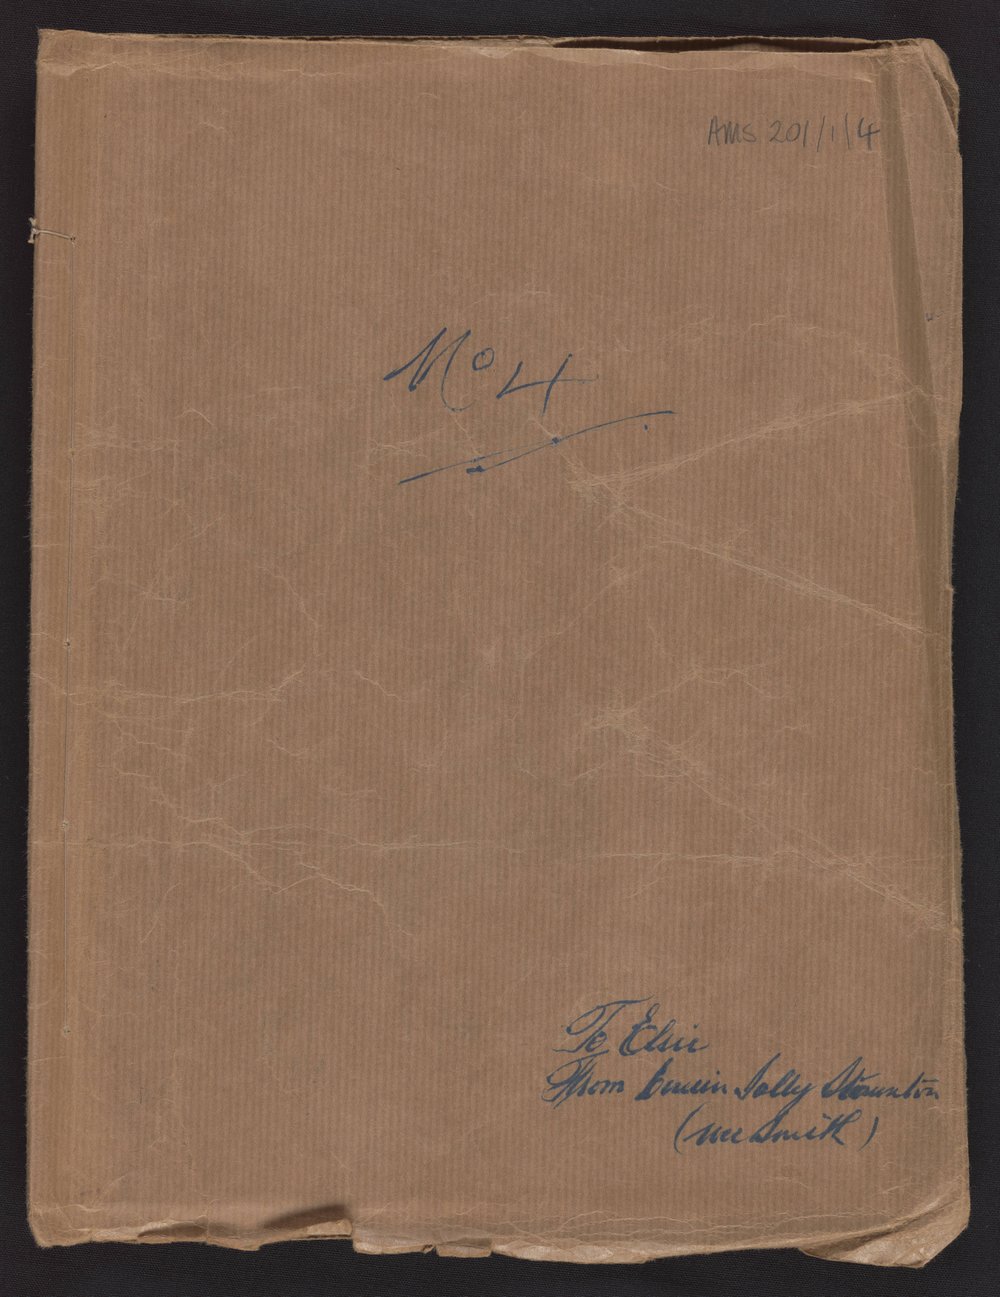 AMS 201/1/4
No 4
To Elsie
From Cousin Sally Staunton
(nee Smith)